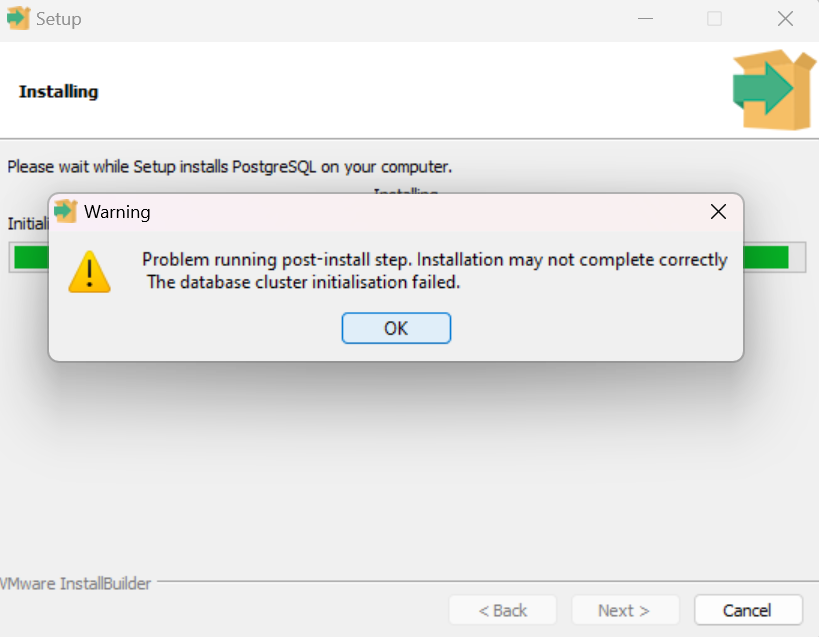 Setup
Installing
Please wait while Setup installs PostgreSQL on your computer.
Installing
Warning
Problem running post-install step. Installation may not complete correctly
The database cluster initialisation failed.
OK
VMware InstallBuilder
< Back
Next >
Cancel